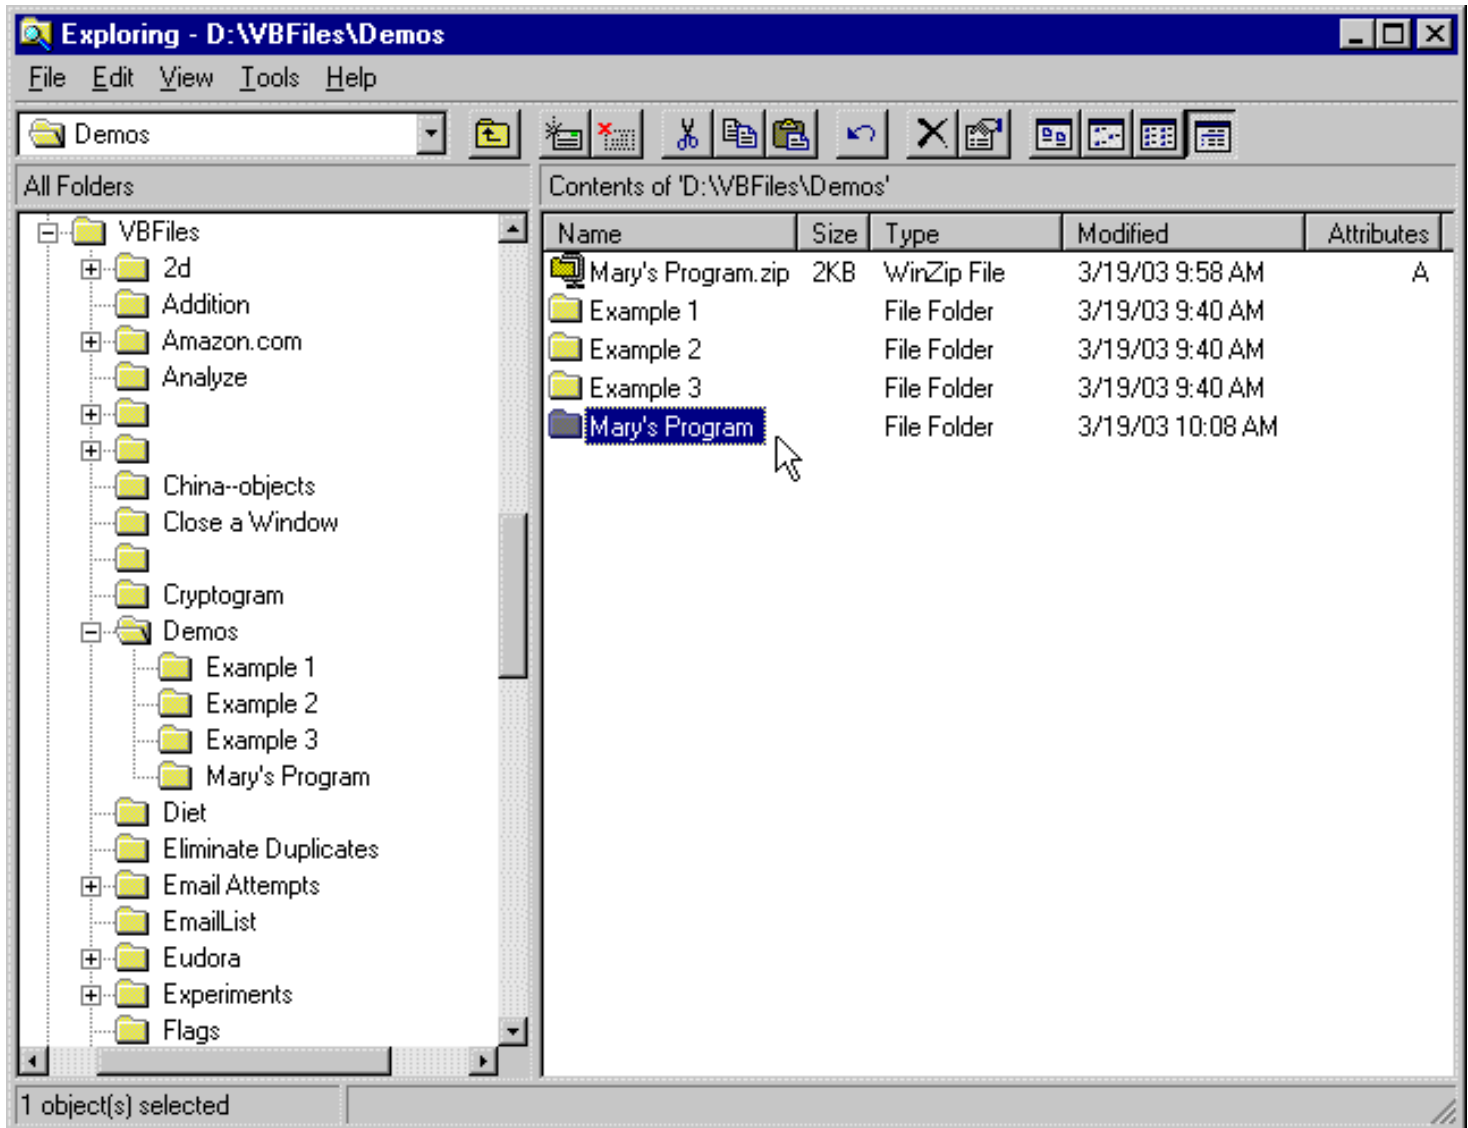 Exploring - D:\VBFiles\Demos
File Edit View Tools Help
Demos
All Folders
Contents of 'D:\VBFiles\Demos'
VBFiles
2d
Addition
Amazon.com
Analyze
China--objects
Close a Window
Cryptogram
Demos
Example 1
Example 2
Example 3
Mary's Program
Diet
Eliminate Duplicates
Email Attempts
EmailList
Eudora
Experiments
Flags
Name Size Type Modified Attributes
Mary's Program.zip 2KB WinZip File 3/19/03 9:58 AM A
Example 1 File Folder 3/19/03 9:40 AM
Example 2 File Folder 3/19/03 9:40 AM
Example 3 File Folder 3/19/03 9:40 AM
Mary's Program File Folder 3/19/03 10:08 AM
1 object(s) selected